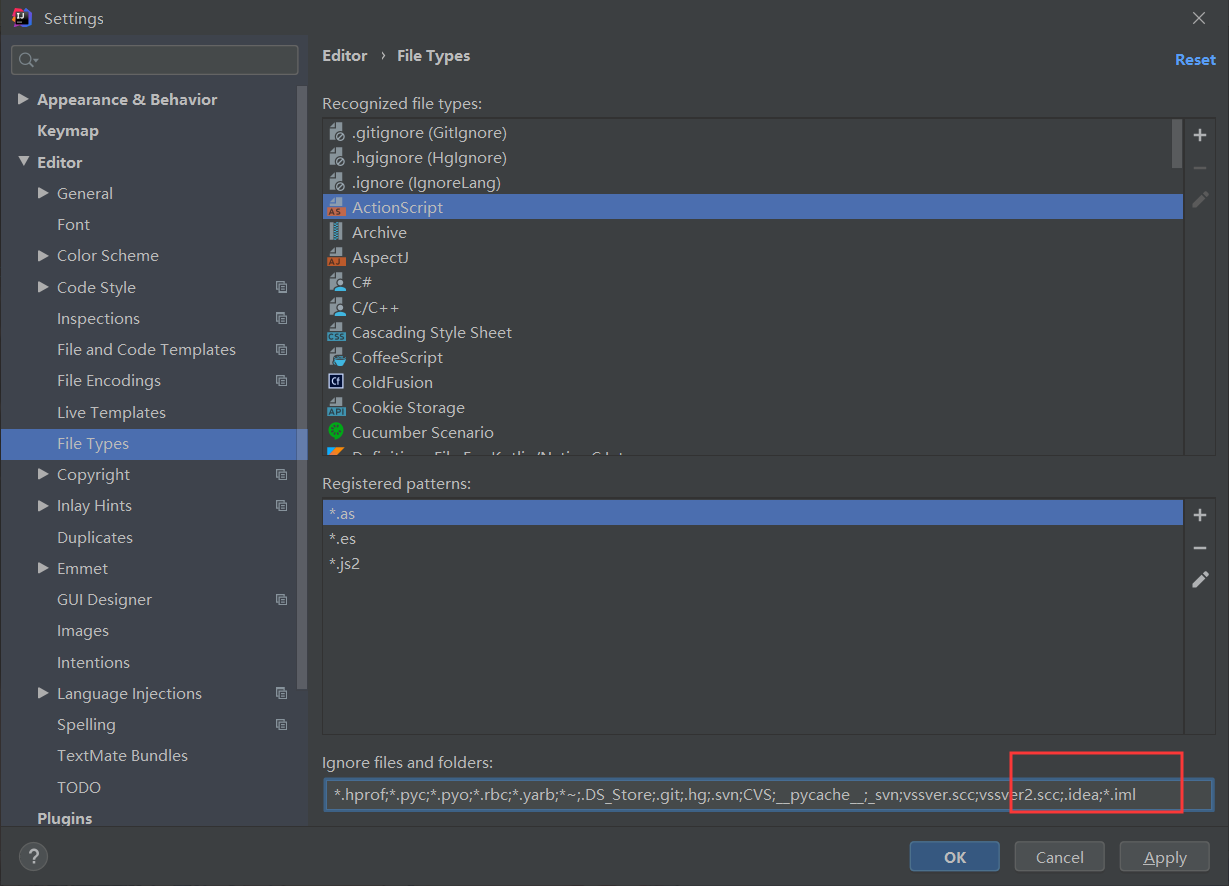 Settings
Editor › File Types
Reset
Appearance & Behavior
Keymap
Editor
General
Font
Color Scheme
Code Style
Inspections
File and Code Templates
File Encodings
Live Templates
File Types
Copyright
Inlay Hints
Duplicates
Emmet
GUI Designer
Images
Intentions
Language Injections
Spelling
TextMate Bundles
TODO
Plugins
Recognized file types:
.gitignore (GitIgnore)
.hgignore (HgIgnore)
.ignore (IgnoreLang)
ActionScript
Archive
AspectJ
C#
C/C++
Cascading Style Sheet
CoffeeScript
ColdFusion
Cookie Storage
Cucumber Scenario
Registered patterns:
*.as
*.es
*.js2
Ignore files and folders:
*.hprof;*.pyc;*.pyo;*.rbc;*.yarb;*~;.DS_Store;.git;.hg;.svn;CVS;__pycache__;_svn;vssver.scc;vssver2.scc;.idea;*.iml
?
OK
Cancel
Apply